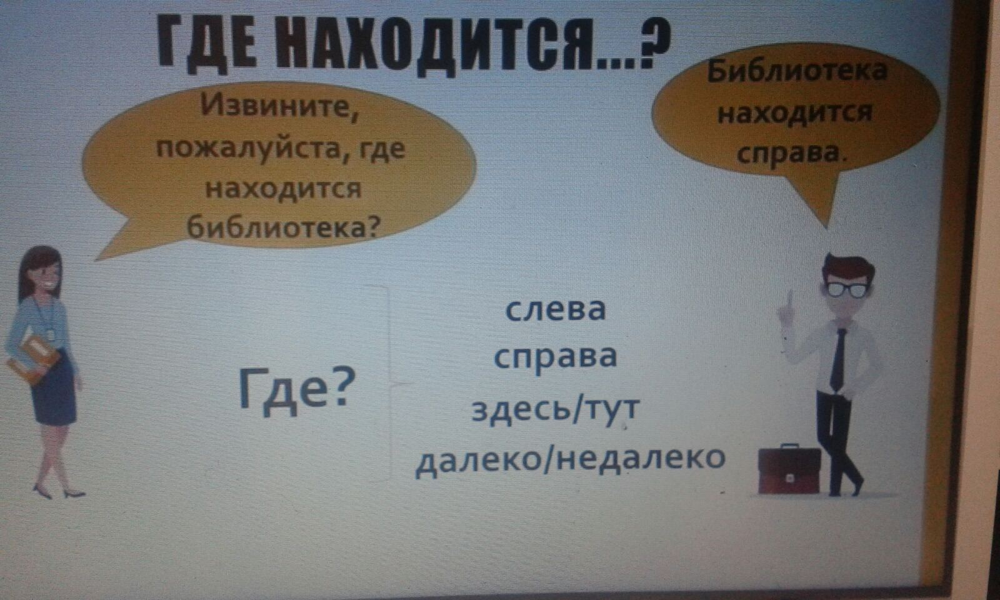 ГДЕ НАХОДИТСЯ...?
Извините,
пожалуйста, где
находится
библиотека?
Библиотека
находится
справа.
Где?
слева
справа
здесь/тут
далеко/недалеко